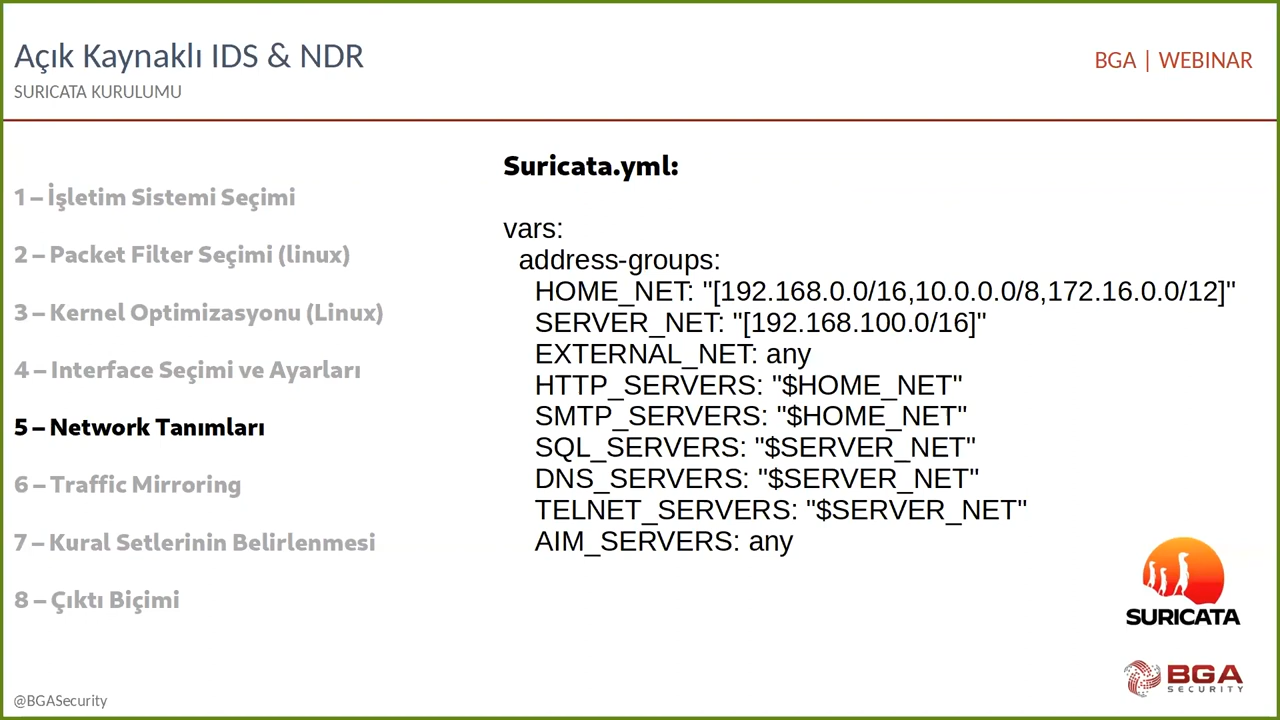 Açık Kaynaklı IDS & NDR
SURICATA KURULUMU
BGA | WEBINAR
1 – İşletim Sistemi Seçimi
2 – Packet Filter Seçimi (linux)
3 – Kernel Optimizasyonu (Linux)
4 – Interface Seçimi ve Ayarları
5 – Network Tanımları
6 – Traffic Mirroring
7 – Kural Setlerinin Belirlenmesi
8 – Çıktı Biçimi
Suricata.yml:
vars:
address-groups:
HOME_NET: "[192.168.0.0/16,10.0.0.0/8,172.16.0.0/12]"
SERVER_NET: "[192.168.100.0/16]"
EXTERNAL_NET: any
HTTP_SERVERS: "$HOME_NET"
SMTP_SERVERS: "$HOME_NET"
SQL_SERVERS: "$SERVER_NET"
DNS_SERVERS: "$SERVER_NET"
TELNET_SERVERS: "$SERVER_NET"
AIM_SERVERS: any
SURICATA
BGA
SECURITY
@BGASecurity